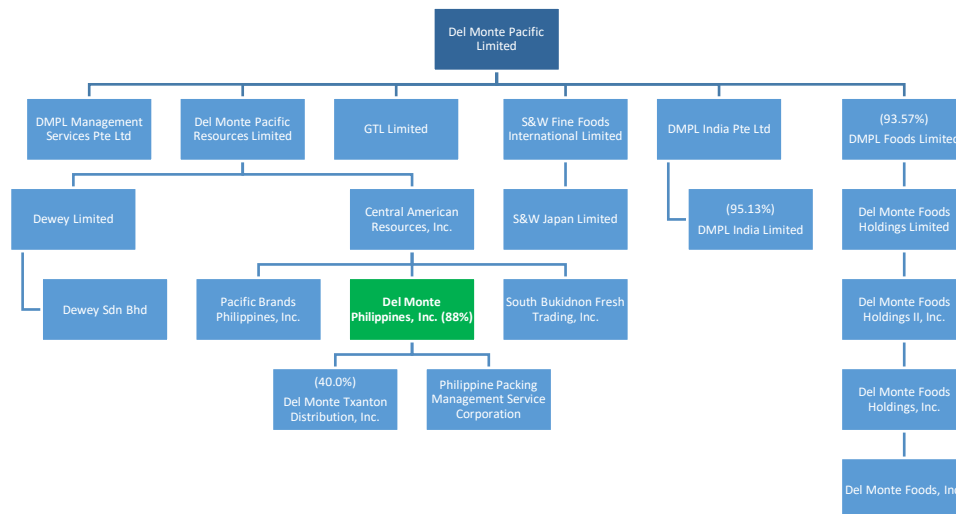 Del Monte Pacific
Limited
DMPL Management
Services Pte Ltd
Del Monte Pacific
Resources Limited
GTL Limited
S&W Fine Foods
International Limited
DMPL India Pte Ltd
(93.57%)
DMPL Foods Limited
Dewey Limited
Central American
Resources, Inc.
S&W Japan Limited
(95.13%)
DMPL India Limited
Del Monte Foods
Holdings Limited
Dewey Sdn Bhd
Pacific Brands
Philippines, Inc.
Del Monte
Philippines, Inc. (88%)
South Bukidnon Fresh
Trading, Inc.
Del Monte Foods
Holdings II, Inc.
(40.0%)
Del Monte Txanton
Distribution, Inc.
Philippine Packing
Management Service
Corporation
Del Monte Foods
Holdings, Inc.
Del Monte Foods, Inc